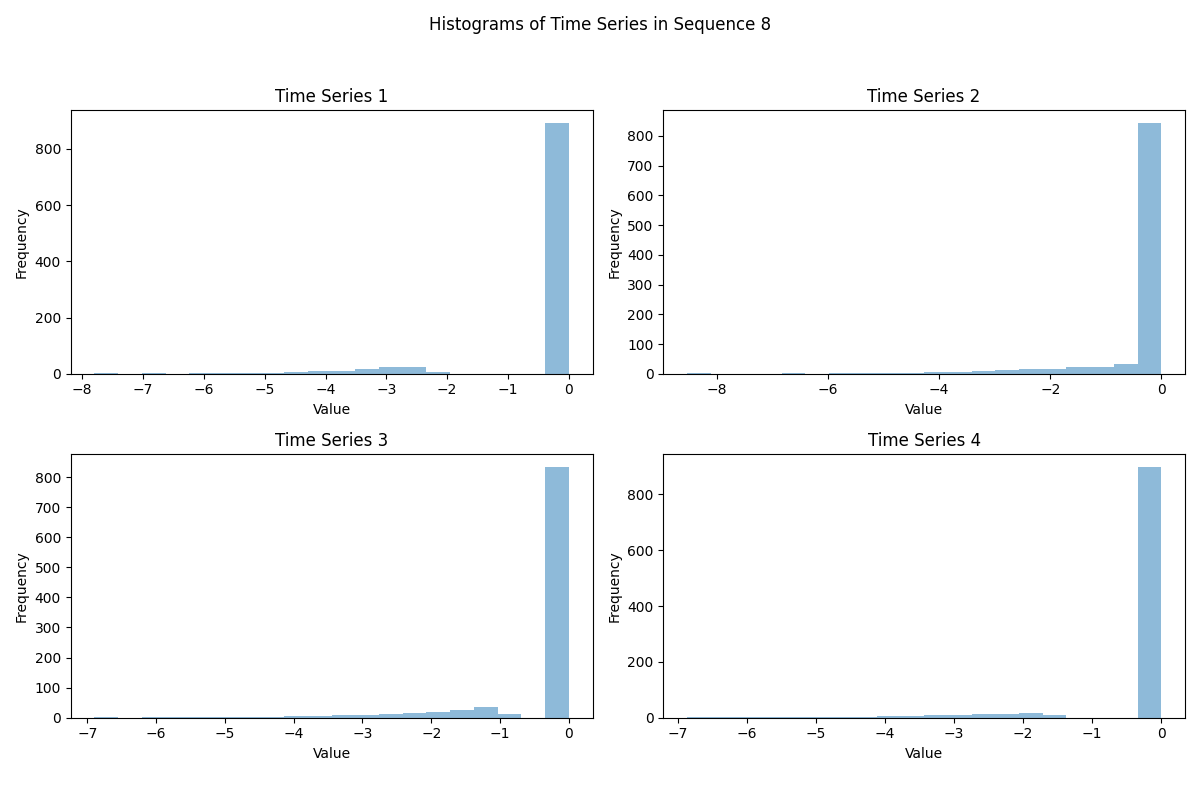 Histograms of Time Series in Sequence 8
Time Series 1
Frequency
800
600
400
200
0
−8 −7 −6 −5 −4 −3 −2 −1 0
Value
Time Series 2
Frequency
800
700
600
500
400
300
200
100
0
−8 −6 −4 −2 0
Value
Time Series 3
Frequency
800
700
600
500
400
300
200
100
0
−7 −6 −5 −4 −3 −2 −1 0
Value
Time Series 4
Frequency
800
600
400
200
0
−7 −6 −5 −4 −3 −2 −1 0
Value